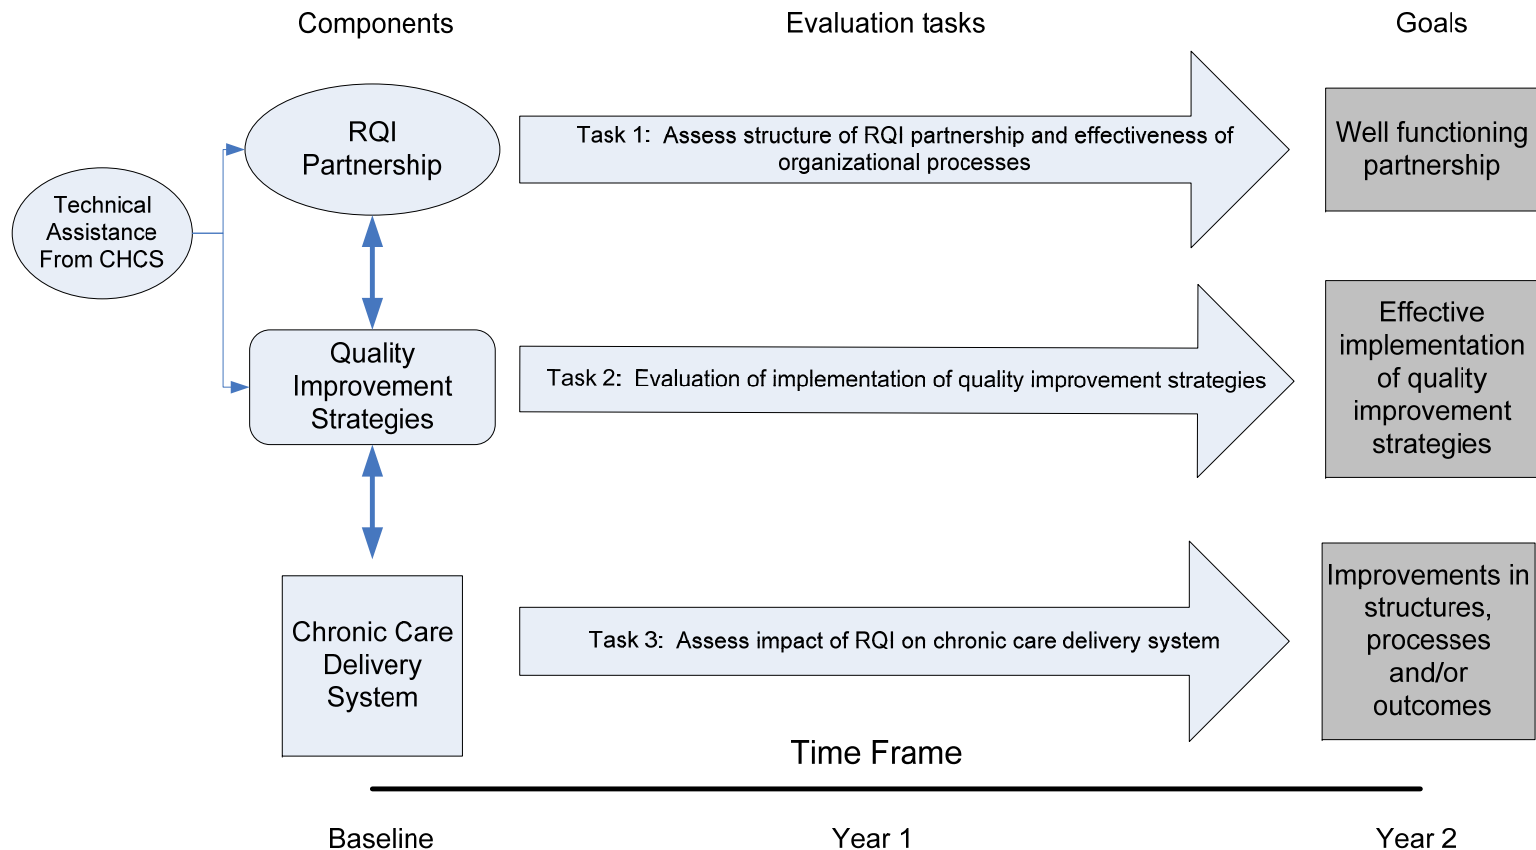 Components
Evaluation tasks
Goals
RQI
Partnership
Task 1:  Assess structure of RQI partnership and effectiveness of
organizational processes
Well functioning
partnership
Technical
Assistance
From CHCS
Quality
Improvement
Strategies
Task 2:  Evaluation of implementation of quality improvement strategies
Effective
implementation
of quality
improvement
strategies
Chronic Care
Delivery
System
Task 3:  Assess impact of RQI on chronic care delivery system
Improvements in
structures,
processes
and/or
outcomes
Time Frame
Baseline
Year 1
Year 2